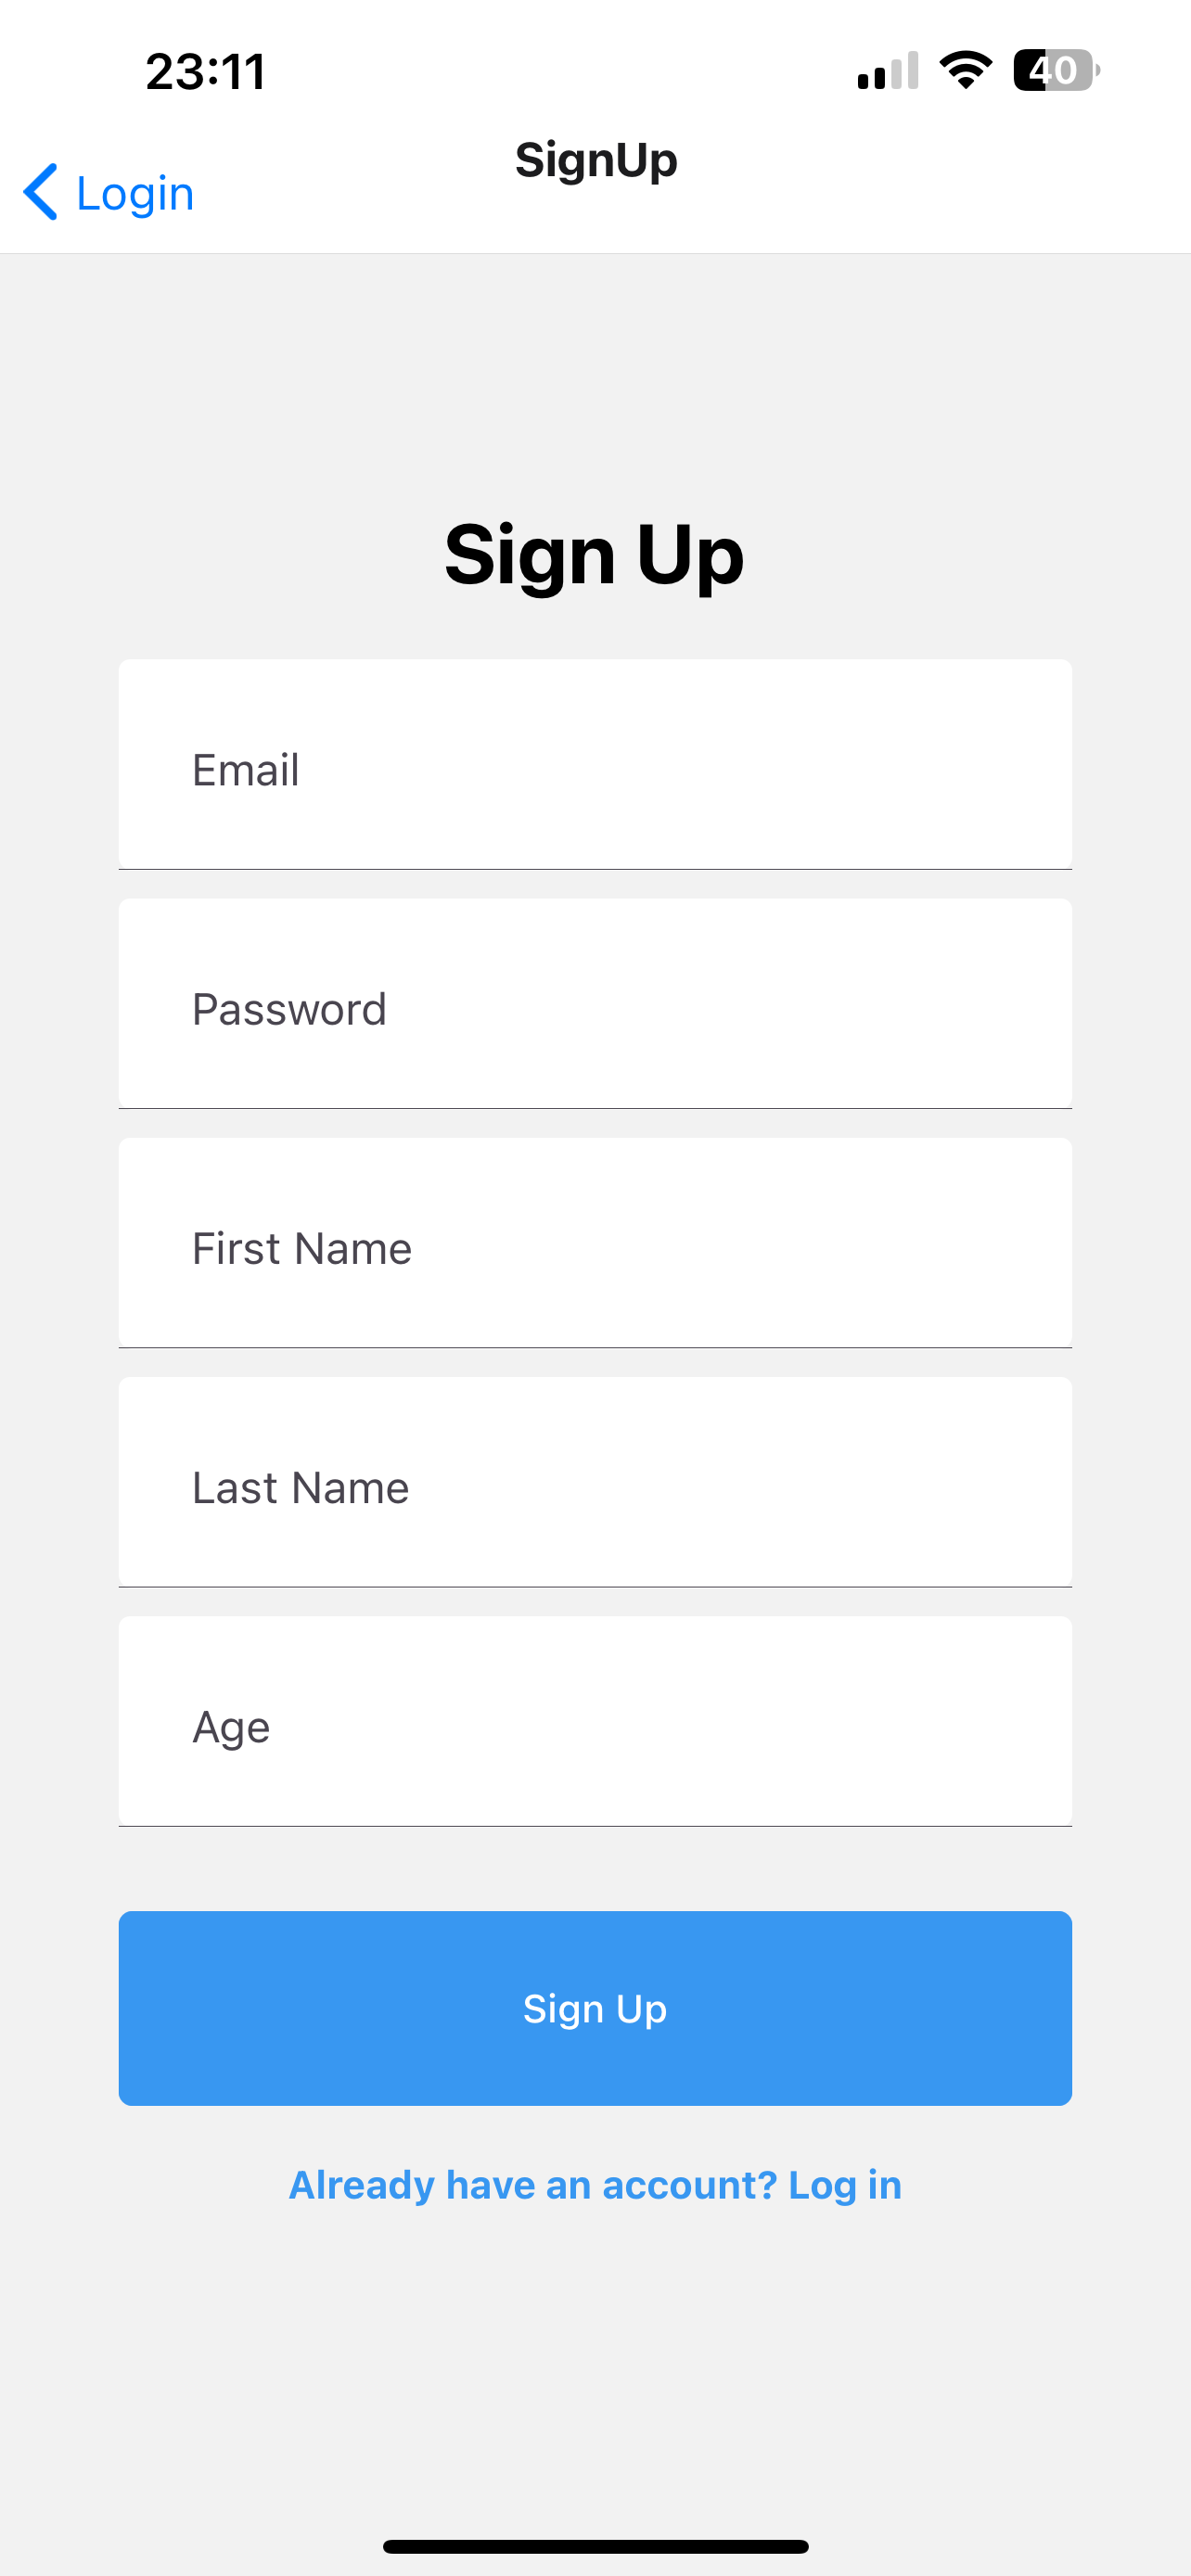 23:11
40
SignUp
Login
Sign Up
Email
Password
First Name
Last Name
Age
Sign Up
Already have an account? Log in